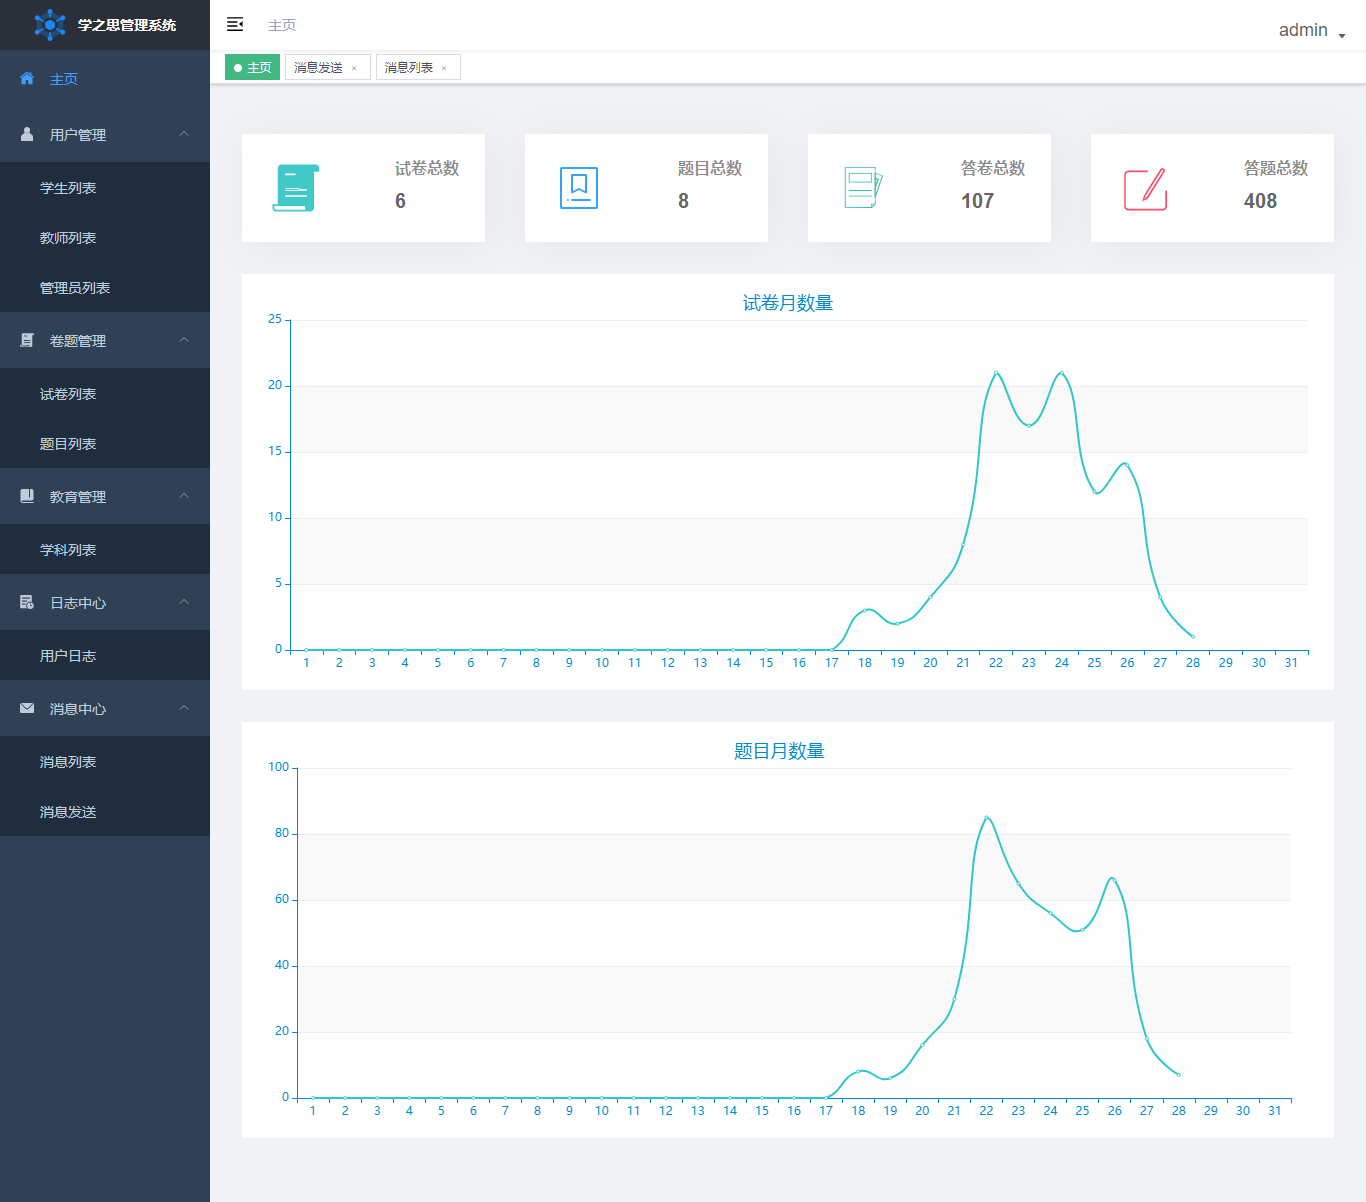 学之思管理系统
主页
用户管理
学生列表
教师列表
管理员列表
卷题管理
试卷列表
题目列表
教育管理
学科列表
日志中心
用户日志
消息中心
消息列表
消息发送
主页
admin
主页 消息发送 × 消息列表 ×
试卷总数
6
题目总数
8
答卷总数
107
答题总数
408
试卷月数量
25
20
15
10
5
0
1 2 3 4 5 6 7 8 9 10 11 12 13 14 15 16 17 18 19 20 21 22 23 24 25 26 27 28 29 30 31
题目月数量
100
80
60
40
20
0
1 2 3 4 5 6 7 8 9 10 11 12 13 14 15 16 17 18 19 20 21 22 23 24 25 26 27 28 29 30 31